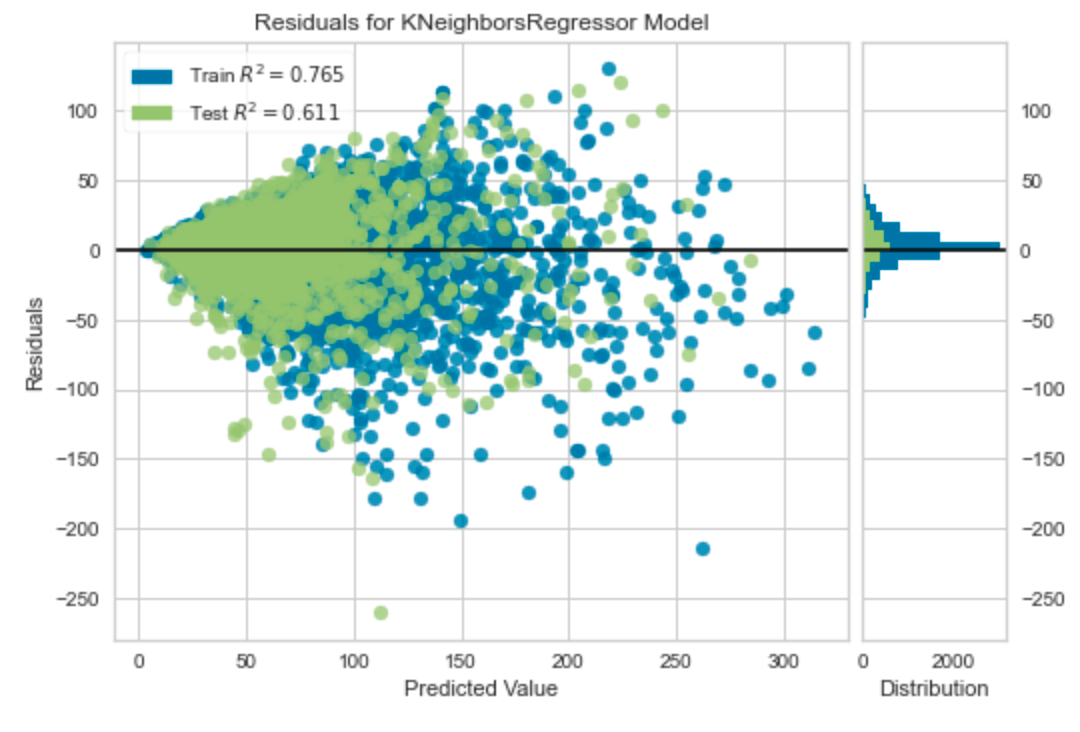 Residuals for KNeighborsRegressor Model
Train R² = 0.765
Test R² = 0.611
Residuals
100
50
0
−50
−100
−150
−200
−250
0 50 100 150 200 250 300
Predicted Value
100
50
0
−50
−100
−150
−200
−250
0 2000
Distribution